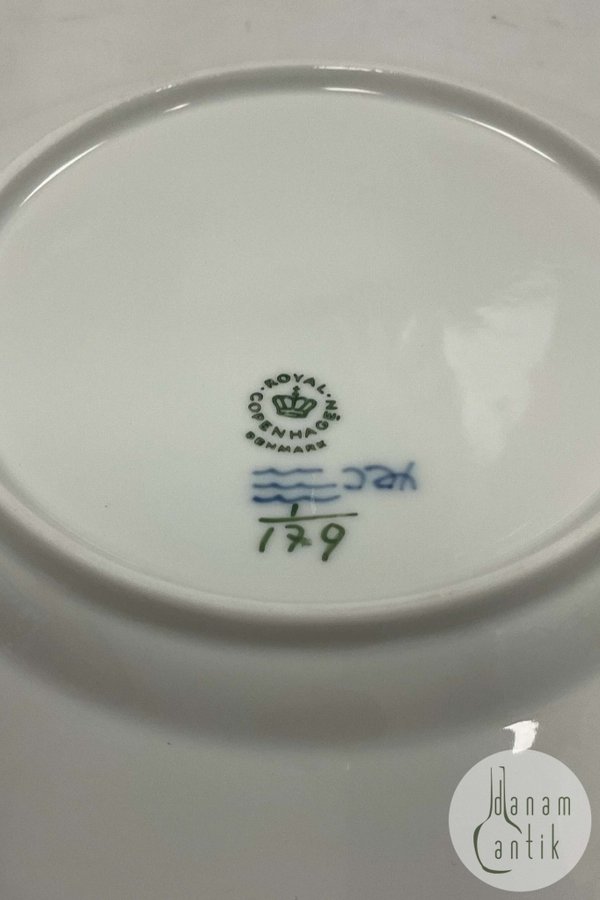 ROYAL
COPENHAGEN
DENMARK
1
179
danam
antik